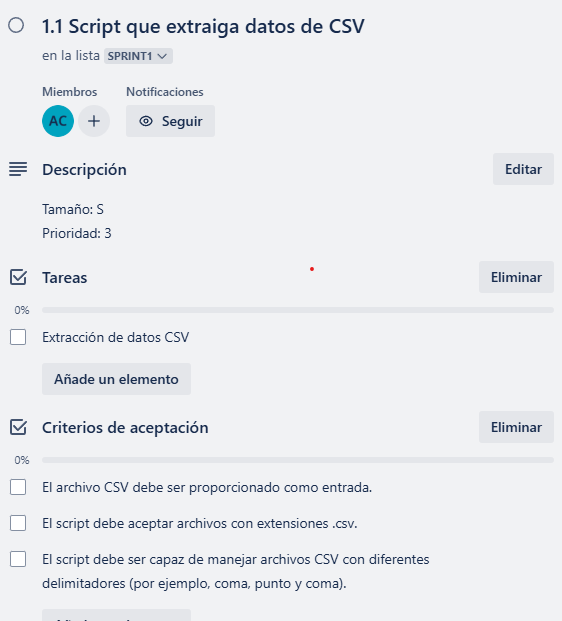 1.1 Script que extraiga datos de CSV
en la lista SPRINT1
Miembros Notificaciones
AC + Seguir
Descripción Editar
Tamaño: S
Prioridad: 3
Tareas Eliminar
0%
Extracción de datos CSV
Añade un elemento
Criterios de aceptación Eliminar
0%
El archivo CSV debe ser proporcionado como entrada.
El script debe aceptar archivos con extensiones .csv.
El script debe ser capaz de manejar archivos CSV con diferentes
delimitadores (por ejemplo, coma, punto y coma).